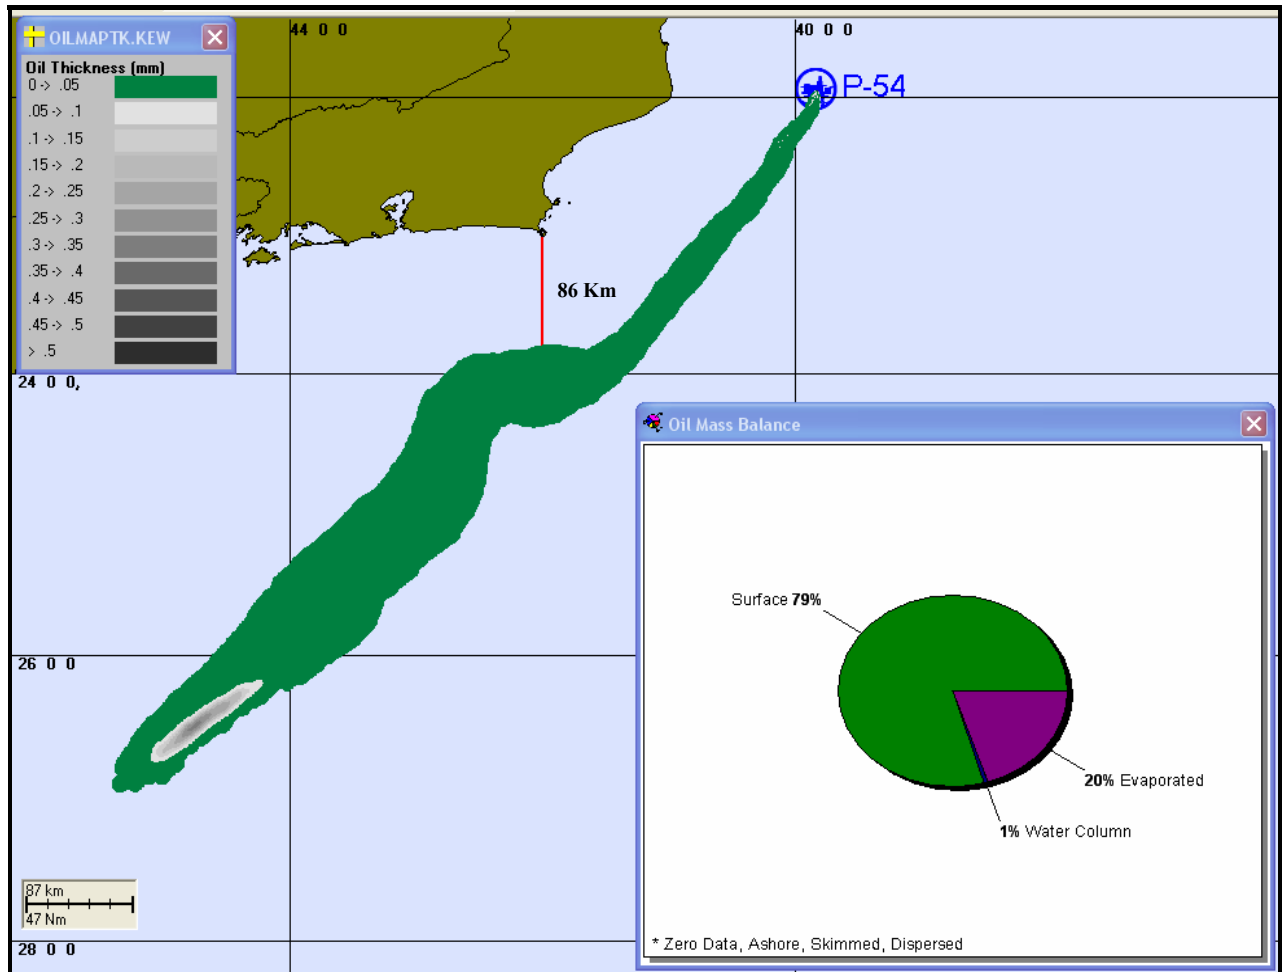 OILMAPTK.KEW
Oil Thickness (mm)
0 -> .05
.05 -> .1
.1 -> .15
.15 -> .2
.2 -> .25
.25 -> .3
.3 -> .35
.35 -> .4
.4 -> .45
.45 -> .5
> .5
44 0 0
40 0 0
P-54
86 Km
24 0 0
26 0 0
28 0 0
87 km
47 Nm
Oil Mass Balance
Surface 79%
20% Evaporated
1% Water Column
* Zero Data, Ashore, Skimmed, Dispersed